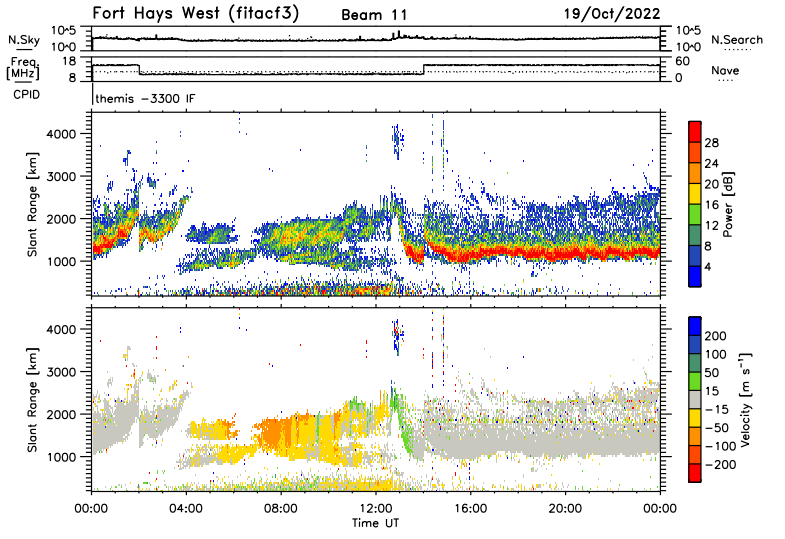 Fort Hays West (fitacf3) Beam 11 19/Oct/2022
N.Sky 10^5 10^0 10^5 10^0 N.Search
Freq. [MHz] 18 8 60 0 Nave
CPID themis -3300 IF
Slant Range [km] 4000 3000 2000 1000
Power [dB] 28 24 20 16 12 8 4
Slant Range [km] 4000 3000 2000 1000
Velocity [m s⁻¹] 200 100 50 15 -15 -50 -100 -200
00:00 04:00 08:00 12:00 16:00 20:00 00:00
Time UT